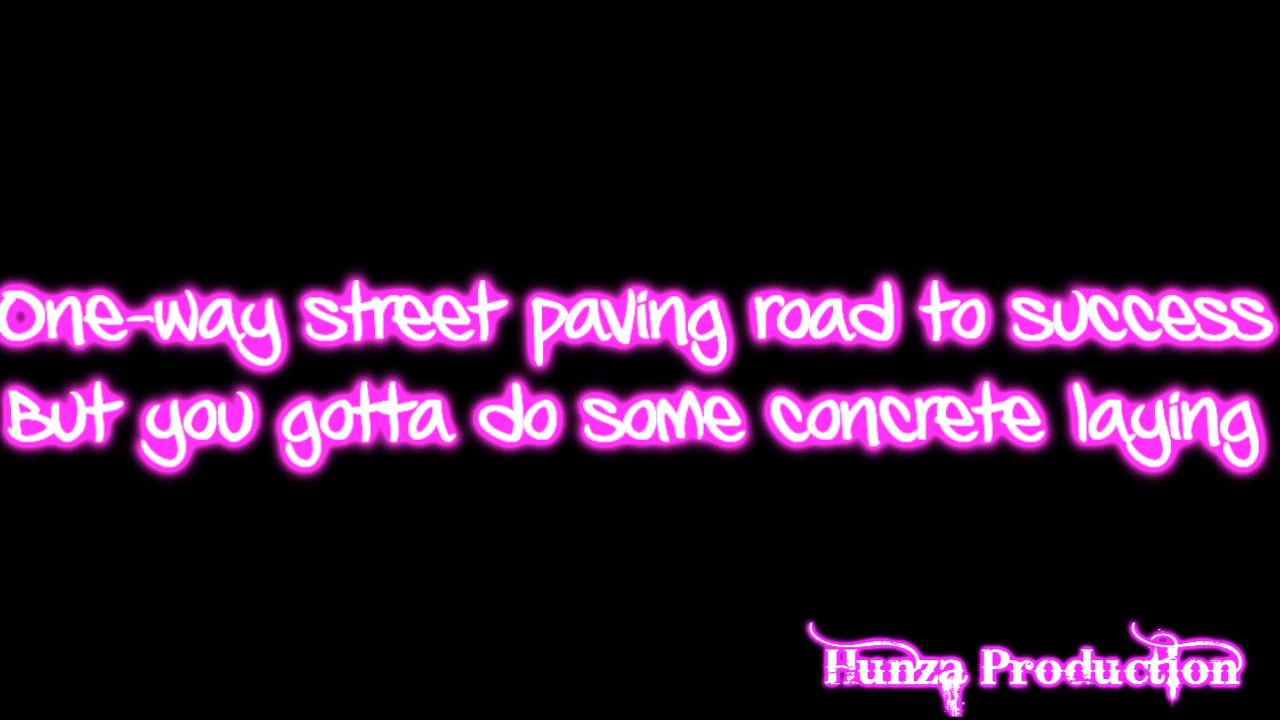 One-way street paving road to success
But you gotta do some concrete laying
Hunza Production